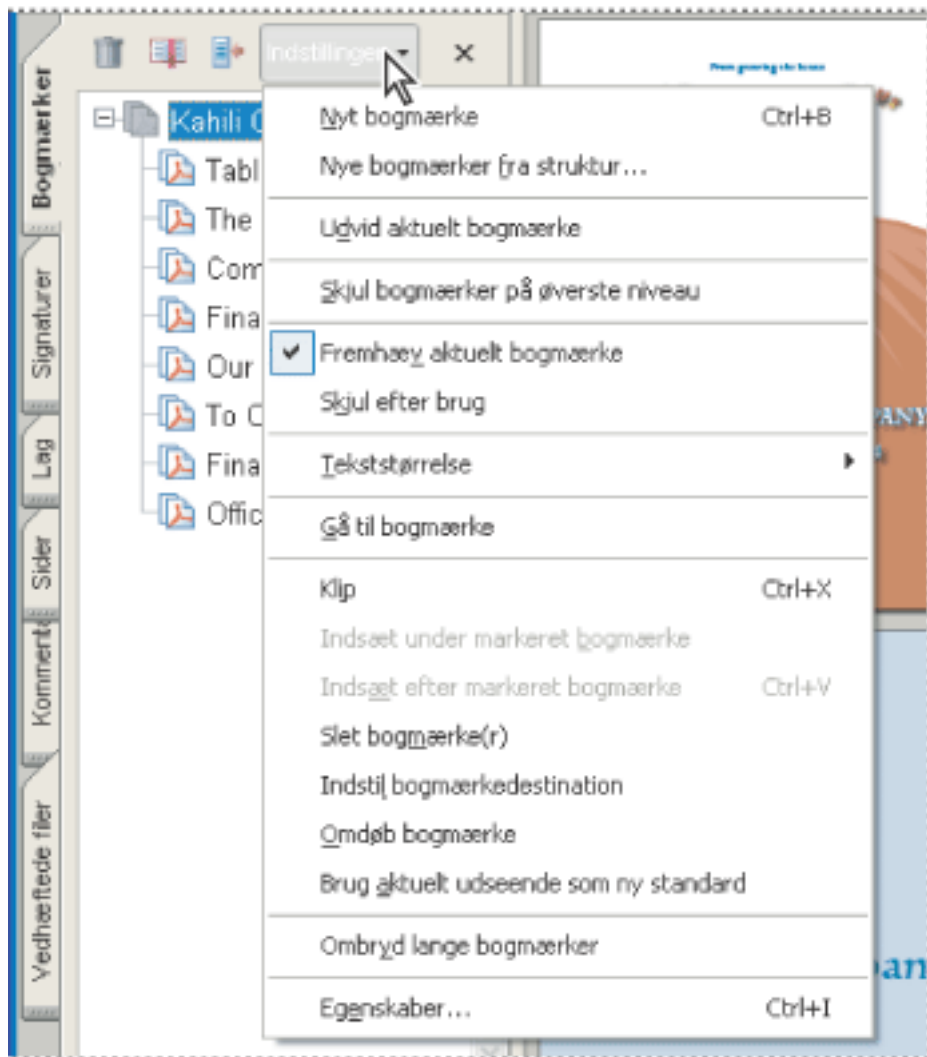 Bogmærker
Signaturer
Lag
Sider
Komment
Vedhæftede filer
Indstillinger
Kahili
Tabl
The
Com
Fina
Our
To
Fina
Offic
Nyt bogmærke Ctrl+B
Nye bogmærker fra struktur...
Udvid aktuelt bogmærke
Skjul bogmærker på øverste niveau
Fremhæv aktuelt bogmærke
Skjul efter brug
Tekststørrelse
Gå til bogmærke
Klip Ctrl+X
Indsæt under markeret bogmærke
Indsæt efter markeret bogmærke Ctrl+V
Slet bogmærke(r)
Indstil bogmærkedestination
Omdøb bogmærke
Brug aktuelt udseende som ny standard
Ombryd lange bogmærker
Egenskaber... Ctrl+I
PANY
an